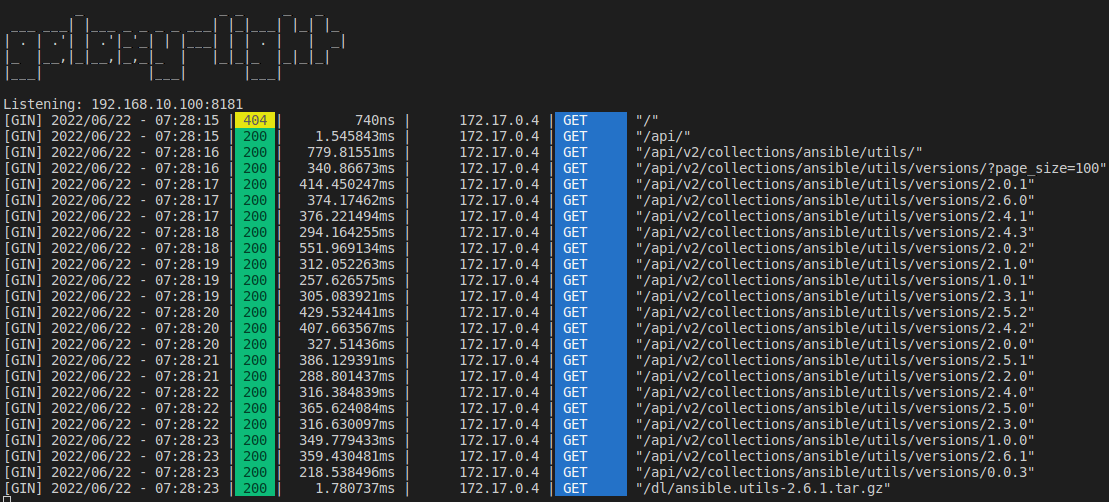 Listening: 192.168.10.100:8181
[GIN] 2022/06/22 - 07:28:15 | 404 | 740ns | 172.17.0.4 | GET "/"
[GIN] 2022/06/22 - 07:28:15 | 200 | 1.545843ms | 172.17.0.4 | GET "/api/"
[GIN] 2022/06/22 - 07:28:16 | 200 | 779.81551ms | 172.17.0.4 | GET "/api/v2/collections/ansible/utils/"
[GIN] 2022/06/22 - 07:28:16 | 200 | 340.86673ms | 172.17.0.4 | GET "/api/v2/collections/ansible/utils/versions/?page_size=100"
[GIN] 2022/06/22 - 07:28:17 | 200 | 414.450247ms | 172.17.0.4 | GET "/api/v2/collections/ansible/utils/versions/2.0.1"
[GIN] 2022/06/22 - 07:28:17 | 200 | 374.17462ms | 172.17.0.4 | GET "/api/v2/collections/ansible/utils/versions/2.6.0"
[GIN] 2022/06/22 - 07:28:17 | 200 | 376.221494ms | 172.17.0.4 | GET "/api/v2/collections/ansible/utils/versions/2.4.1"
[GIN] 2022/06/22 - 07:28:18 | 200 | 294.164255ms | 172.17.0.4 | GET "/api/v2/collections/ansible/utils/versions/2.4.3"
[GIN] 2022/06/22 - 07:28:18 | 200 | 551.969134ms | 172.17.0.4 | GET "/api/v2/collections/ansible/utils/versions/2.0.2"
[GIN] 2022/06/22 - 07:28:19 | 200 | 312.052263ms | 172.17.0.4 | GET "/api/v2/collections/ansible/utils/versions/2.1.0"
[GIN] 2022/06/22 - 07:28:19 | 200 | 257.626575ms | 172.17.0.4 | GET "/api/v2/collections/ansible/utils/versions/1.0.1"
[GIN] 2022/06/22 - 07:28:19 | 200 | 305.083921ms | 172.17.0.4 | GET "/api/v2/collections/ansible/utils/versions/2.3.1"
[GIN] 2022/06/22 - 07:28:20 | 200 | 429.532441ms | 172.17.0.4 | GET "/api/v2/collections/ansible/utils/versions/2.5.2"
[GIN] 2022/06/22 - 07:28:20 | 200 | 407.663567ms | 172.17.0.4 | GET "/api/v2/collections/ansible/utils/versions/2.4.2"
[GIN] 2022/06/22 - 07:28:20 | 200 | 327.51436ms | 172.17.0.4 | GET "/api/v2/collections/ansible/utils/versions/2.0.0"
[GIN] 2022/06/22 - 07:28:21 | 200 | 386.129391ms | 172.17.0.4 | GET "/api/v2/collections/ansible/utils/versions/2.5.1"
[GIN] 2022/06/22 - 07:28:21 | 200 | 288.801437ms | 172.17.0.4 | GET "/api/v2/collections/ansible/utils/versions/2.2.0"
[GIN] 2022/06/22 - 07:28:22 | 200 | 316.384839ms | 172.17.0.4 | GET "/api/v2/collections/ansible/utils/versions/2.4.0"
[GIN] 2022/06/22 - 07:28:22 | 200 | 365.624084ms | 172.17.0.4 | GET "/api/v2/collections/ansible/utils/versions/2.5.0"
[GIN] 2022/06/22 - 07:28:22 | 200 | 316.630097ms | 172.17.0.4 | GET "/api/v2/collections/ansible/utils/versions/2.3.0"
[GIN] 2022/06/22 - 07:28:23 | 200 | 349.779433ms | 172.17.0.4 | GET "/api/v2/collections/ansible/utils/versions/1.0.0"
[GIN] 2022/06/22 - 07:28:23 | 200 | 359.430481ms | 172.17.0.4 | GET "/api/v2/collections/ansible/utils/versions/2.6.1"
[GIN] 2022/06/22 - 07:28:23 | 200 | 218.538496ms | 172.17.0.4 | GET "/api/v2/collections/ansible/utils/versions/0.0.3"
[GIN] 2022/06/22 - 07:28:23 | 200 | 1.780737ms | 172.17.0.4 | GET "/dl/ansible.utils-2.6.1.tar.gz"